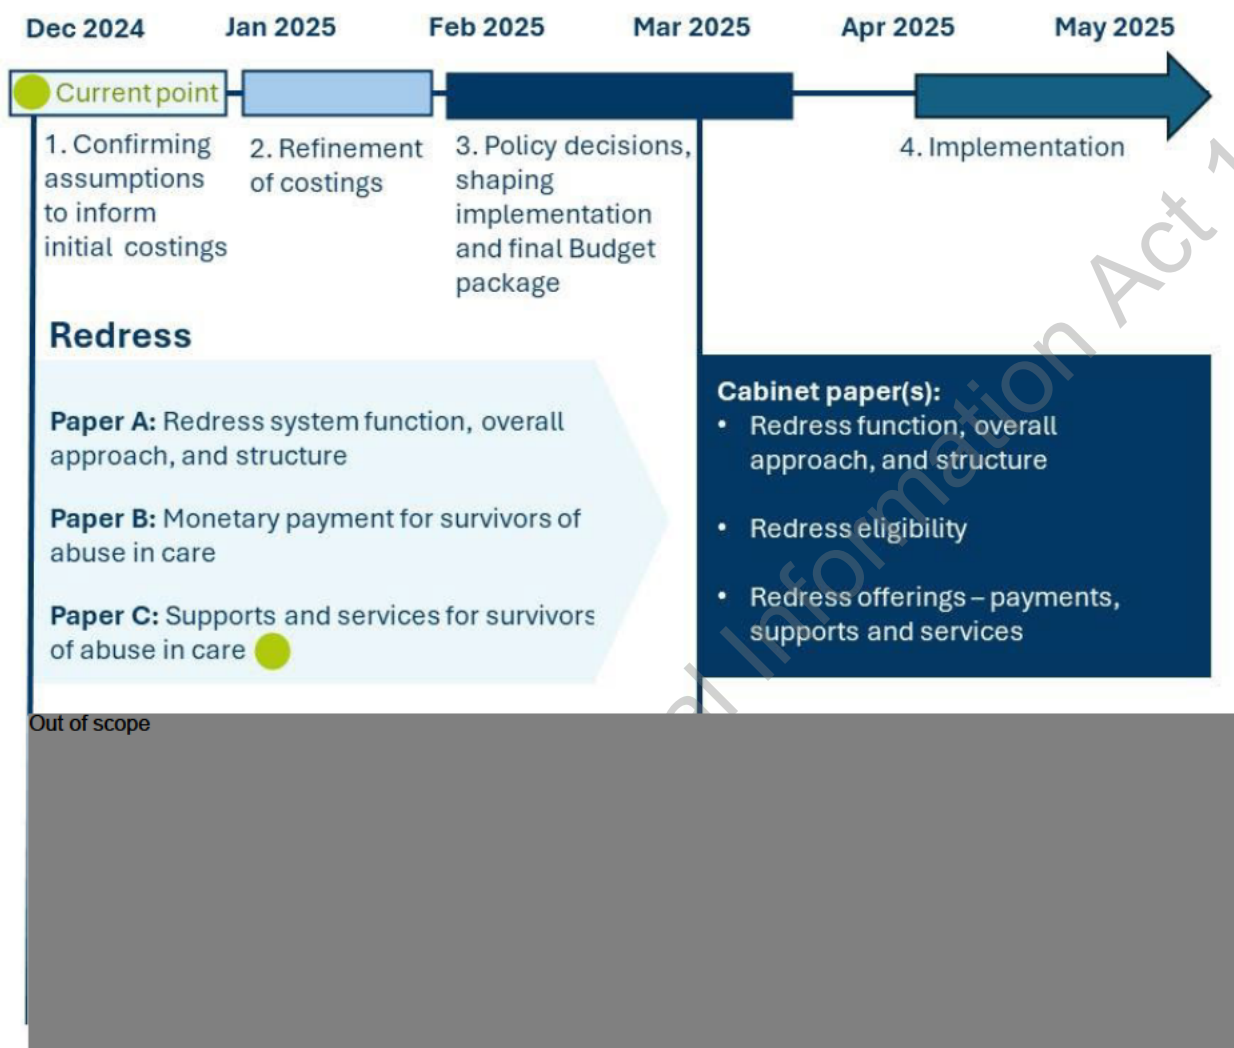 Dec 2024 Jan 2025 Feb 2025 Mar 2025 Apr 2025 May 2025
Current point
1. Confirming
assumptions
to inform
initial costings
2. Refinement
of costings
3. Policy decisions,
shaping
implementation
and final Budget
package
4. Implementation
Redress
Paper A: Redress system function, overall
approach, and structure
Paper B: Monetary payment for survivors of
abuse in care
Paper C: Supports and services for survivors
of abuse in care
Cabinet paper(s):
• Redress function, overall
approach, and structure
• Redress eligibility
• Redress offerings – payments,
supports and services
Out of scope
al Information Act 1